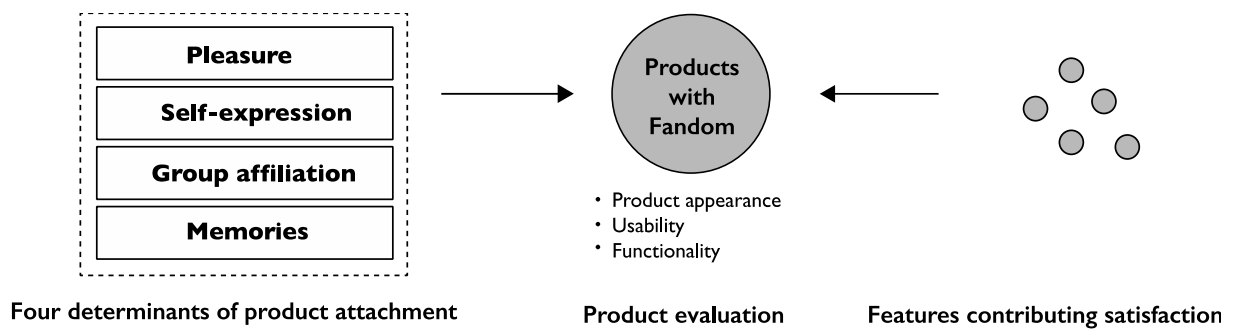 Pleasure
Self-expression
Group affiliation
Memories
Four determinants of product attachment
Products
with
Fandom
• Product appearance
• Usability
• Functionality
Product evaluation
Features contributing satisfaction